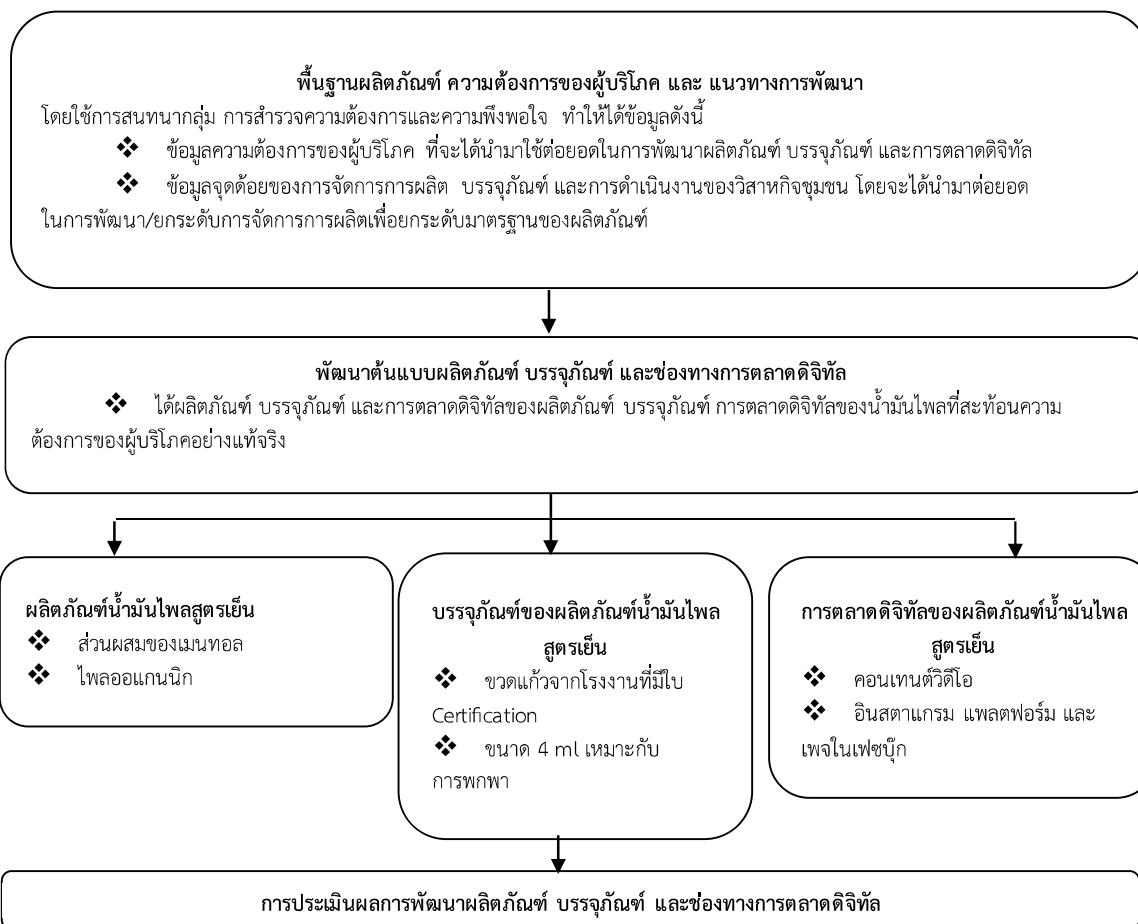 พื้นฐานผลิตภัณฑ์ ความต้องการของผู้บริโภค และ แนวทางการพัฒนา
โดยใช้การสนทนากลุ่ม การสำรวจความต้องการและความพึงพอใจ ทำให้ได้ข้อมูลดังนี้
❖ ข้อมูลความต้องการของผู้บริโภค ที่จะได้นำมาใช้ต่อยอดในการพัฒนาผลิตภัณฑ์ บรรจุภัณฑ์ และการตลาดดิจิทัล
❖ ข้อมูลจุดด้อยของการจัดการการผลิต บรรจุภัณฑ์ และการดำเนินงานของวิสาหกิจชุมชน โดยจะได้นำมาต่อยอด
ในการพัฒนา/ยกระดับการจัดการการผลิตเพื่อยกระดับมาตรฐานของผลิตภัณฑ์
พัฒนาต้นแบบผลิตภัณฑ์ บรรจุภัณฑ์ และช่องทางการตลาดดิจิทัล
❖ ได้ผลิตภัณฑ์ บรรจุภัณฑ์ และการตลาดดิจิทัลของผลิตภัณฑ์ บรรจุภัณฑ์ การตลาดดิจิทัลของน้ำมันไพลที่สะท้อนความ
ต้องการของผู้บริโภคอย่างแท้จริง
ผลิตภัณฑ์น้ำมันไพลสูตรเย็น
❖ ส่วนผสมของเมนทอล
❖ ไพลออแกนนิก
บรรจุภัณฑ์ของผลิตภัณฑ์น้ำมันไพล
สูตรเย็น
❖ ขวดแก้วจากโรงงานที่มีใบ
Certification
❖ ขนาด 4 ml เหมาะกับ
การพกพา
การตลาดดิจิทัลของผลิตภัณฑ์น้ำมันไพล
สูตรเย็น
❖ คอนเทนต์วิดีโอ
❖ อินสตาแกรม แพลตฟอร์ม และ
เพจในเฟซบุ๊ก
การประเมินผลการพัฒนาผลิตภัณฑ์ บรรจุภัณฑ์ และช่องทางการตลาดดิจิทัล